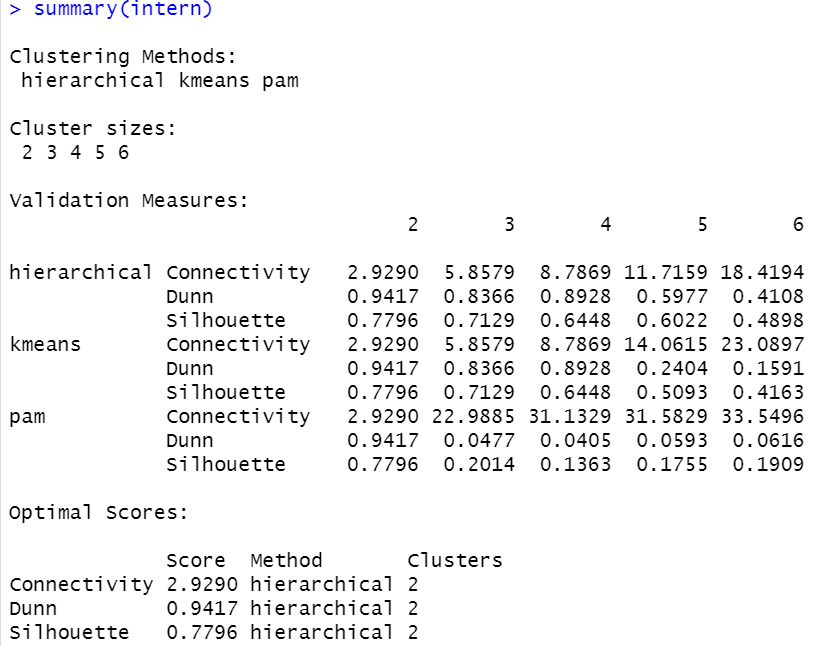 > summary(intern)
Clustering Methods:
 hierarchical kmeans pam
Cluster sizes:
 2 3 4 5 6
Validation Measures:
                                 2       3       4       5       6
hierarchical Connectivity   2.9290  5.8579  8.7869 11.7159 18.4194
             Dunn           0.9417  0.8366  0.8928  0.5977  0.4108
             Silhouette     0.7796  0.7129  0.6448  0.6022  0.4898
kmeans       Connectivity   2.9290  5.8579  8.7869 14.0615 23.0897
             Dunn           0.9417  0.8366  0.8928  0.2404  0.1591
             Silhouette     0.7796  0.7129  0.6448  0.5093  0.4163
pam          Connectivity   2.9290 22.9885 31.1329 31.5829 33.5496
             Dunn           0.9417  0.0477  0.0405  0.0593  0.0616
             Silhouette     0.7796  0.2014  0.1363  0.1755  0.1909
Optimal Scores:
             Score  Method       Clusters
Connectivity 2.9290 hierarchical 2
Dunn         0.9417 hierarchical 2
Silhouette   0.7796 hierarchical 2